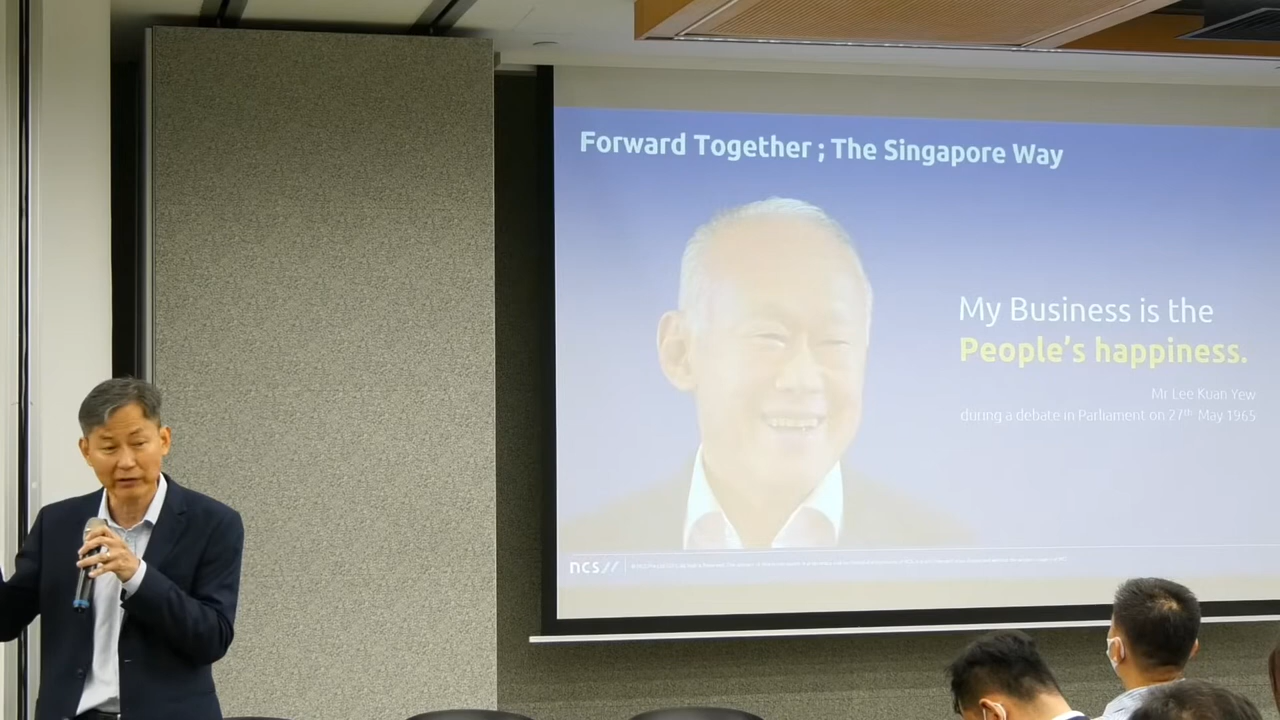 Forward Together ; The Singapore Way
My Business is the
People's happiness.
Mr Lee Kuan Yew
during a debate in Parliament on 27th May 1965
ncs//